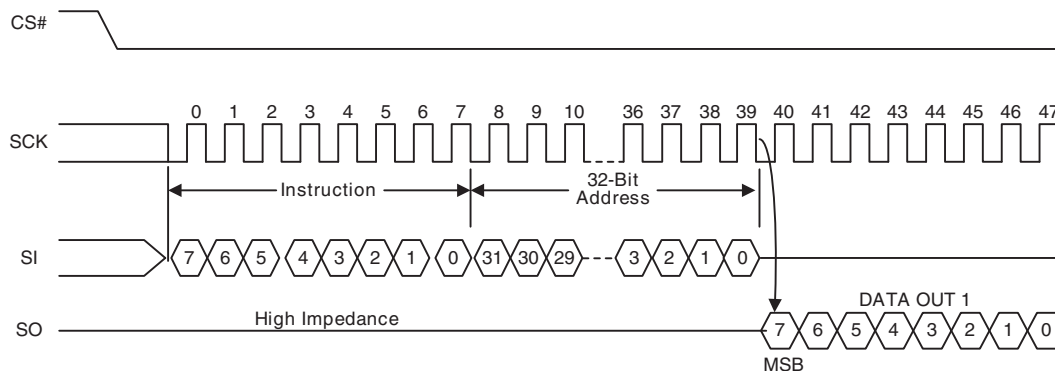 CS#
0 1 2 3 4 5 6 7 8 9 10 36 37 38 39 40 41 42 43 44 45 46 47
SCK
Instruction
32-Bit
Address
SI 7 6 5 4 3 2 1 0 31 30 29 3 2 1 0
DATA OUT 1
High Impedance
SO 7 6 5 4 3 2 1 0
MSB